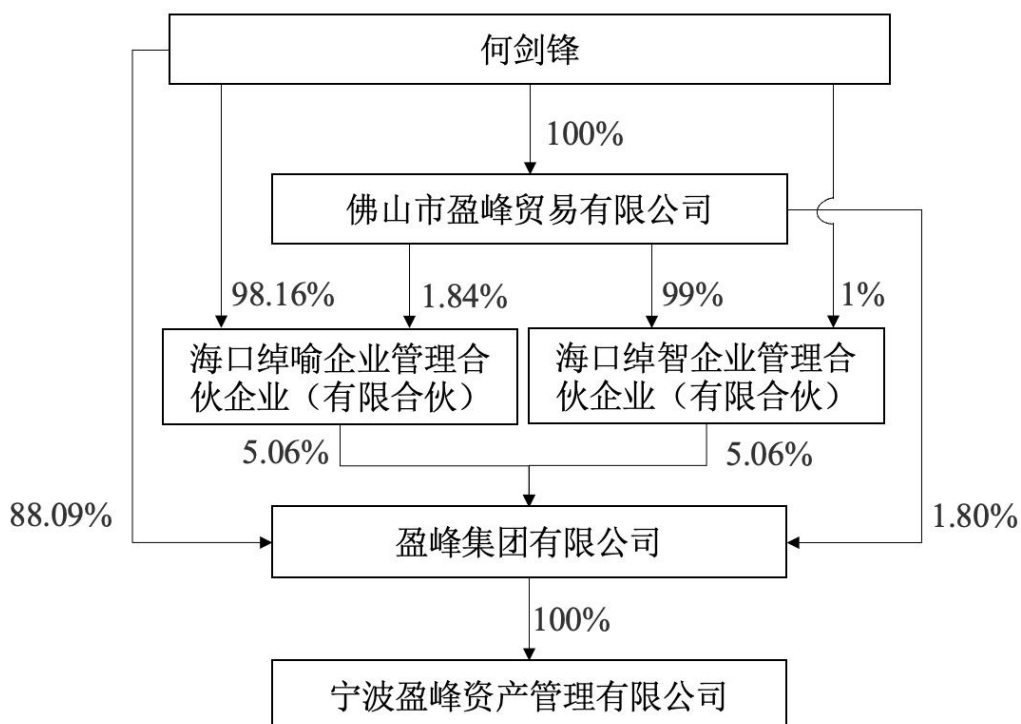 何剑锋
100%
佛山市盈峰贸易有限公司
98.16%
1.84%
99%
1%
海口绰喻企业管理合
伙企业（有限合伙）
海口绰智企业管理合
伙企业（有限合伙）
5.06%
5.06%
88.09%
1.80%
盈峰集团有限公司
100%
宁波盈峰资产管理有限公司